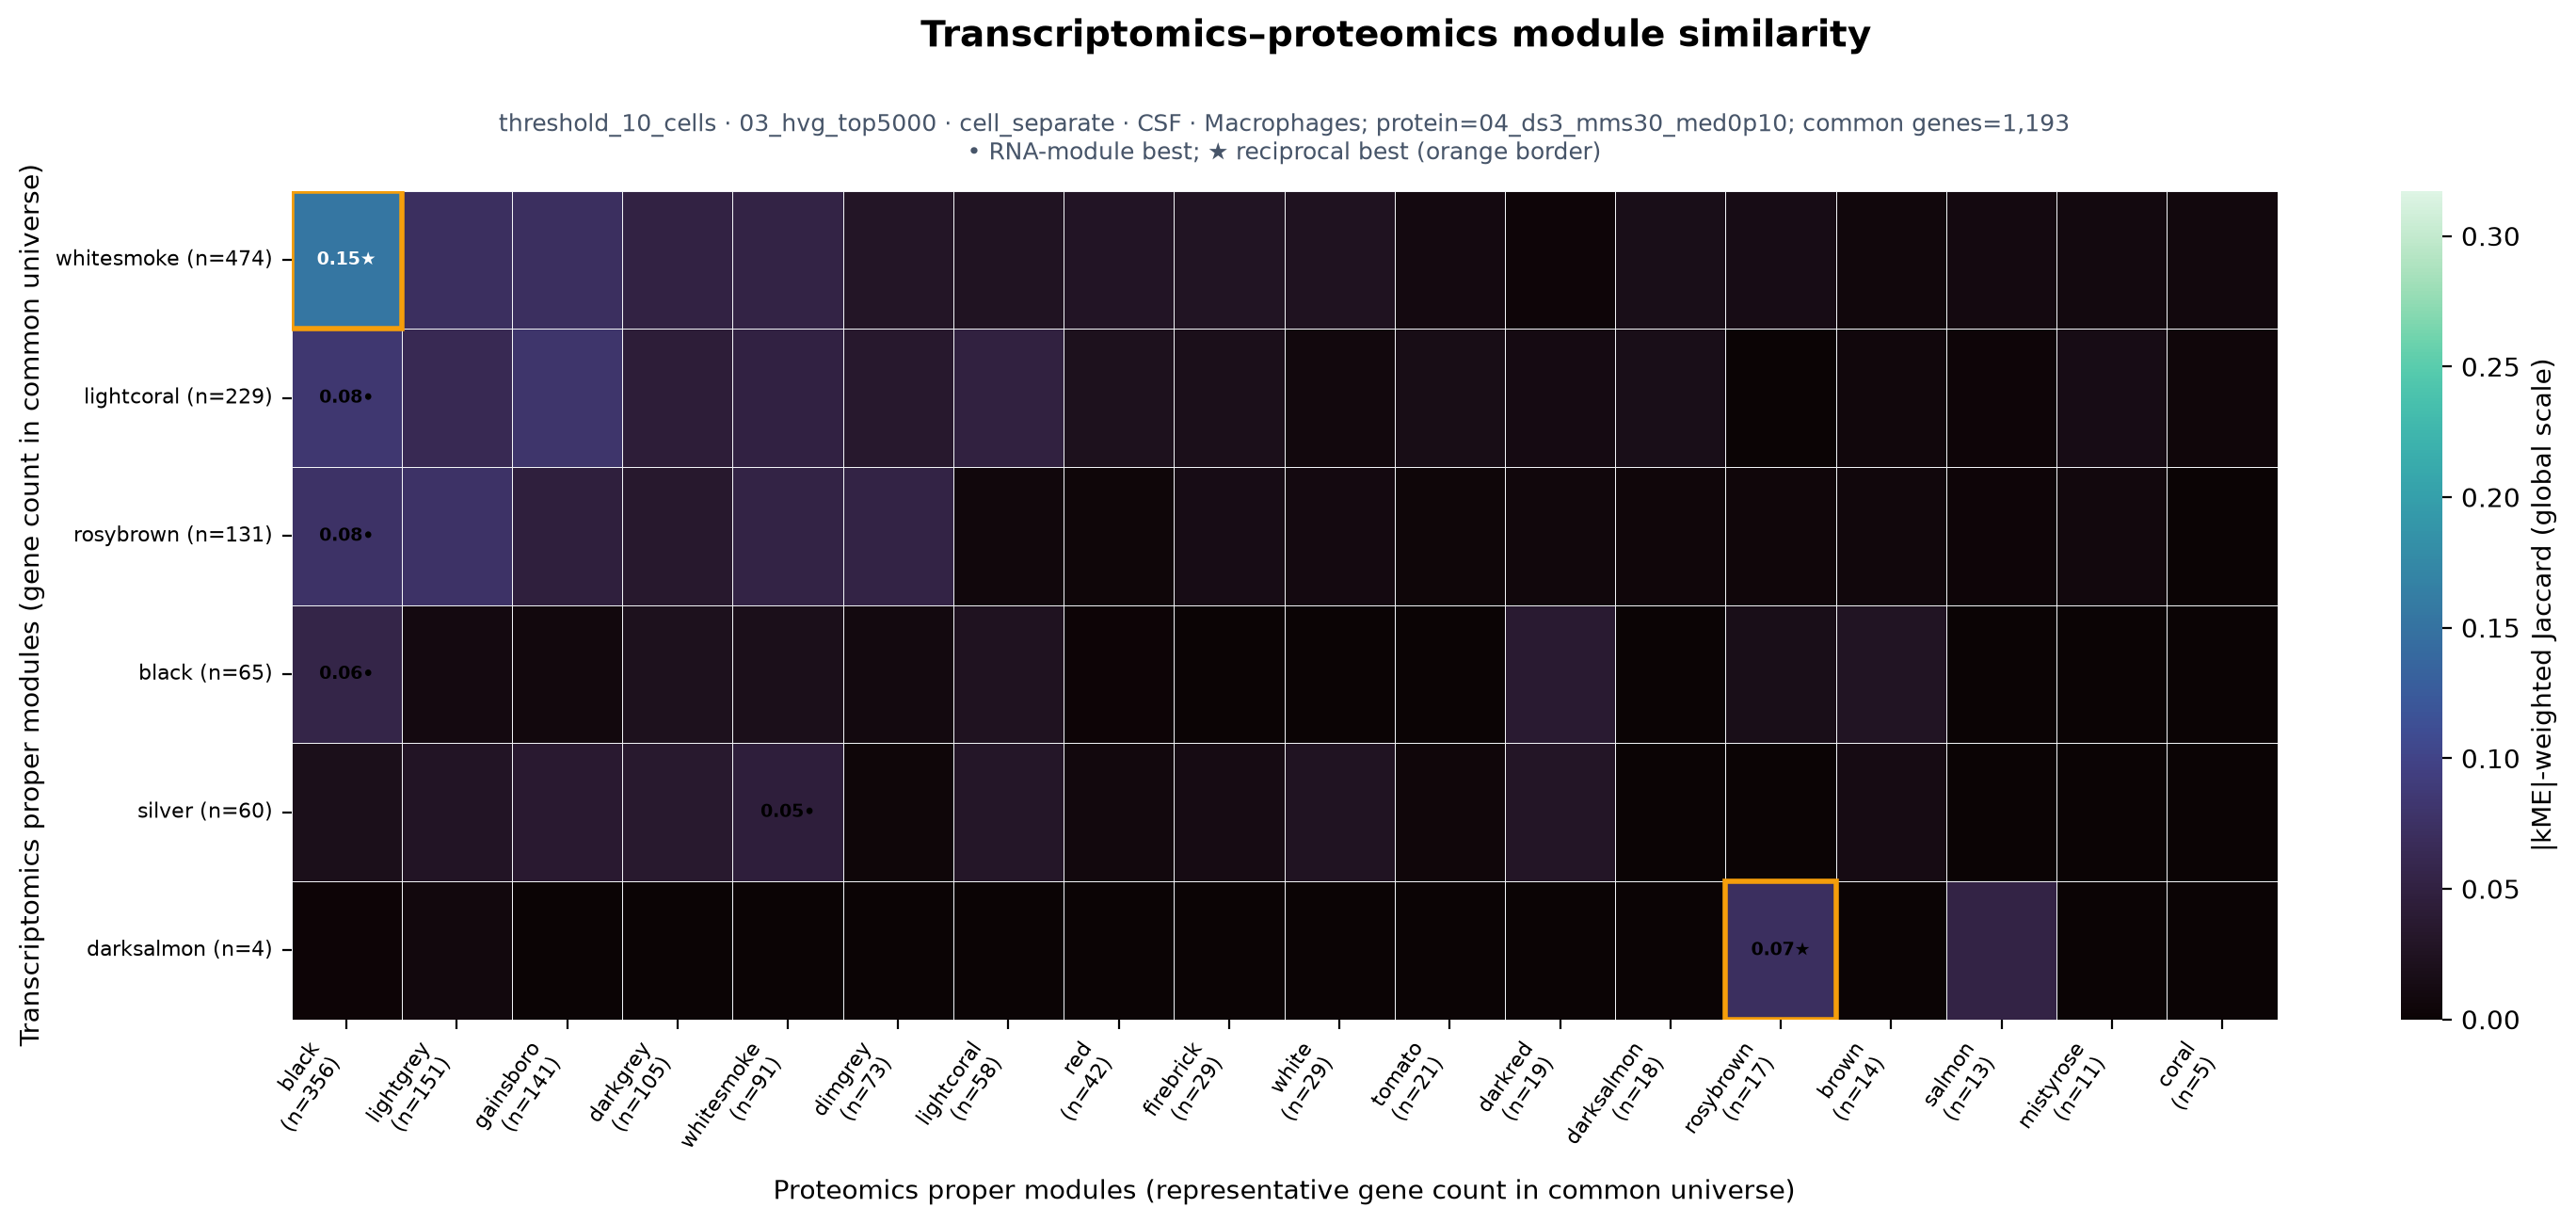 Transcriptomics–proteomics module similarity
threshold_10_cells · 03_hvg_top5000 · cell_separate · CSF · Macrophages; protein=04_ds3_mms30_med0p10; common genes=1,193
• RNA-module best; ★ reciprocal best (orange border)
Transcriptomics proper modules (gene count in common universe)
whitesmoke (n=474)
0.15★
lightcoral (n=229)
0.08•
rosybrown (n=131)
0.08•
black (n=65)
0.06•
silver (n=60)
0.05•
darksalmon (n=4)
0.07★
black
(n=356)
lightgrey
(n=151)
gainsboro
(n=141)
darkgrey
(n=105)
whitesmoke
(n=91)
dimgrey
(n=73)
lightcoral
(n=58)
red
(n=42)
firebrick
(n=29)
white
(n=29)
tomato
(n=21)
darkred
(n=19)
darksalmon
(n=18)
rosybrown
(n=17)
brown
(n=14)
salmon
(n=13)
mistyrose
(n=11)
coral
(n=5)
Proteomics proper modules (representative gene count in common universe)
0.30
0.25
0.20
0.15
0.10
0.05
0.00
|kME|-weighted Jaccard (global scale)